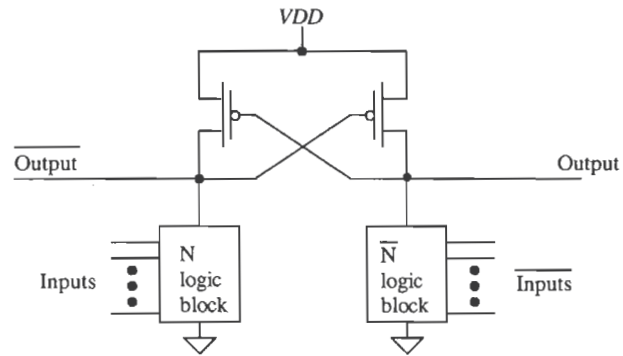 VDD
Output
Output
N
logic
block
N
logic
block
Inputs
Inputs